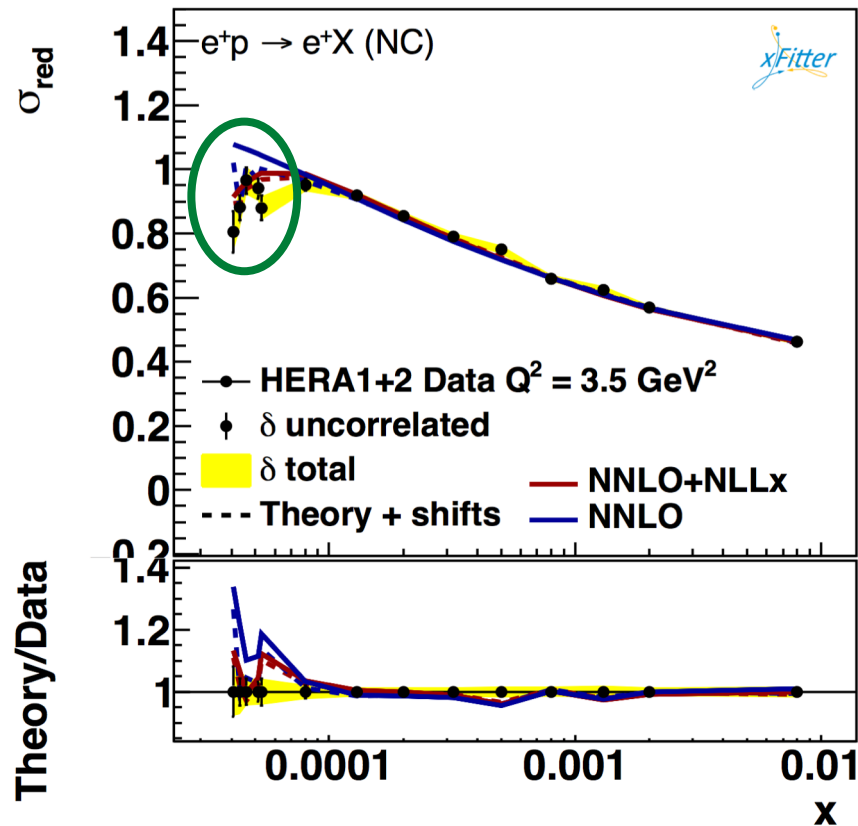 σred
1.4
e⁺p → e⁺X (NC)
xFitter
1.2
1
0.8
0.6
0.4
HERA1+2 Data Q² = 3.5 GeV²
0.2
δ uncorrelated
δ total
0
NNLO+NLLx
Theory + shifts
NNLO
0.2
Theory/Data
1.4
1.2
1
0.0001
0.001
0.01
x